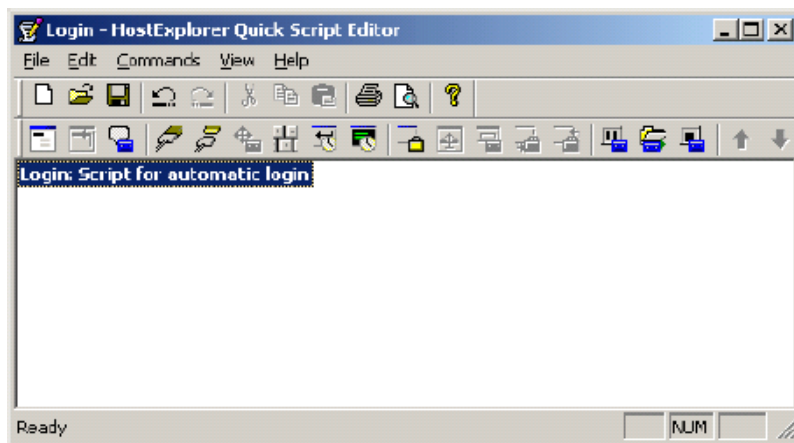 Login - HostExplorer Quick Script Editor
File Edit Commands View Help
Login: Script for automatic login
Ready NUM